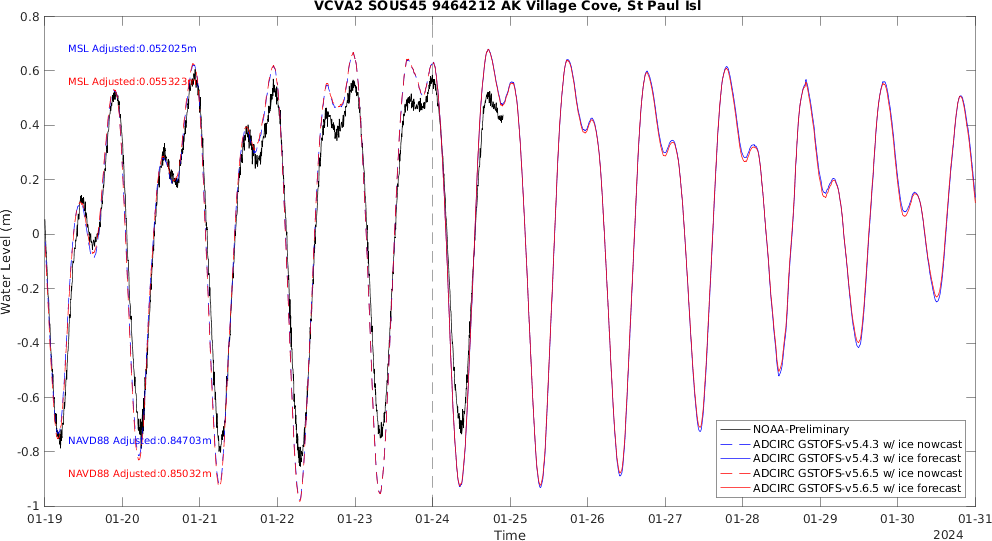 VCVA2 SOUS45 9464212 AK Village Cove, St Paul Isl
0.8
0.6
0.4
0.2
0
-0.2
-0.4
-0.6
-0.8
-1
Water Level (m)
MSL Adjusted:0.052025m
MSL Adjusted:0.055323
NAVD88 Adjusted:0.84703m
NAVD88 Adjusted:0.85032m
NOAA-Preliminary
ADCIRC GSTOFS-v5.4.3 w/ ice nowcast
ADCIRC GSTOFS-v5.4.3 w/ ice forecast
ADCIRC GSTOFS-v5.6.5 w/ ice nowcast
ADCIRC GSTOFS-v5.6.5 w/ ice forecast
01-19 01-20 01-21 01-22 01-23 01-24 01-25 01-26 01-27 01-28 01-29 01-30 01-31
Time
2024